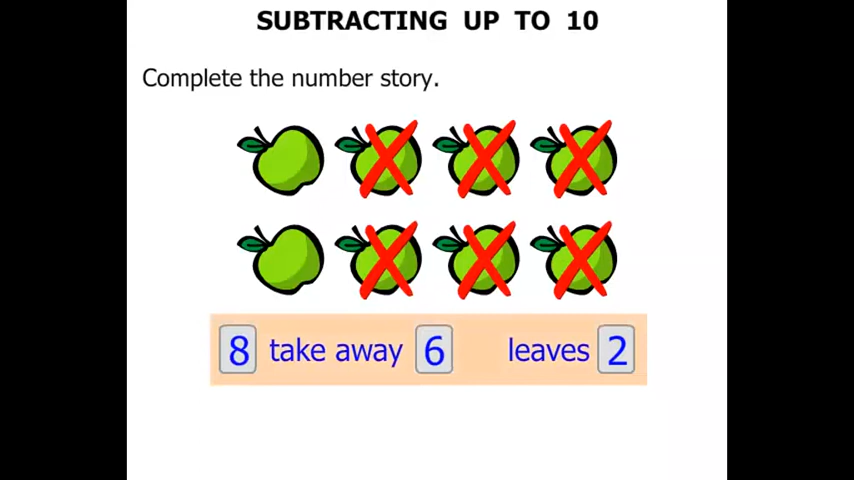 SUBTRACTING UP TO 10
Complete the number story.
8 take away 6 leaves 2